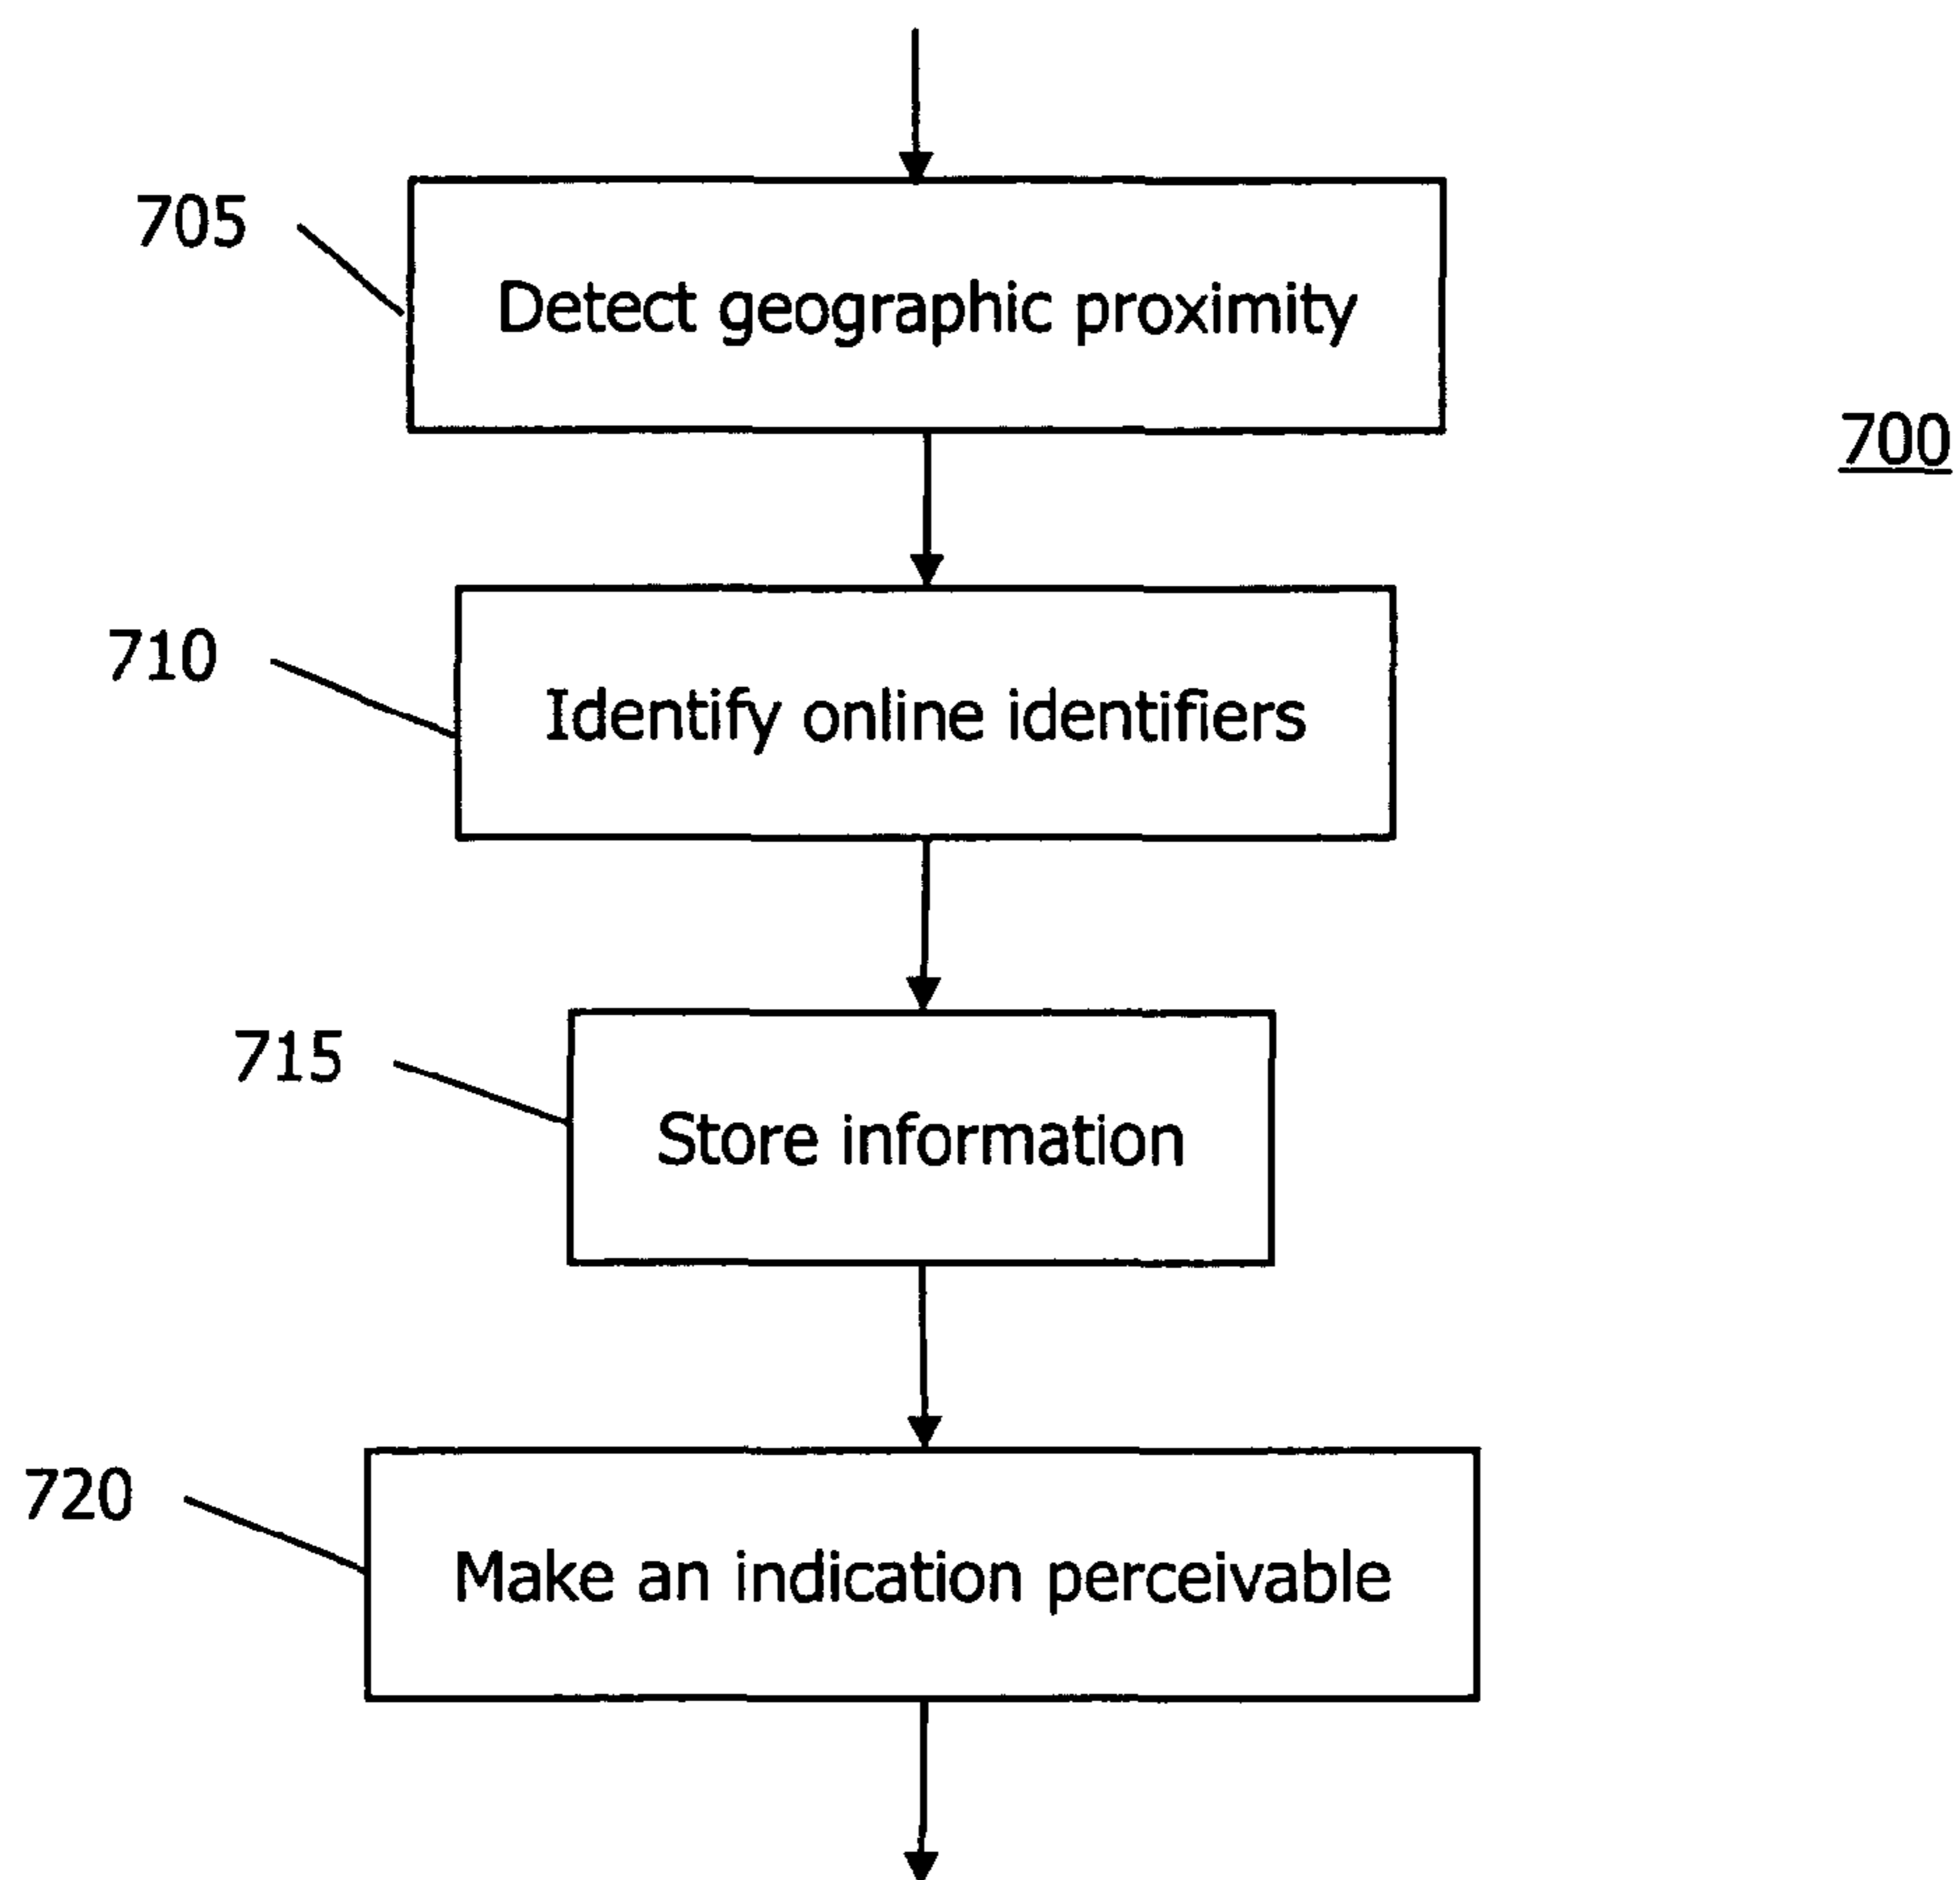 705
Detect geographic proximity
700
710
Identify online identifiers
715
Store information
720
Make an indication perceivable